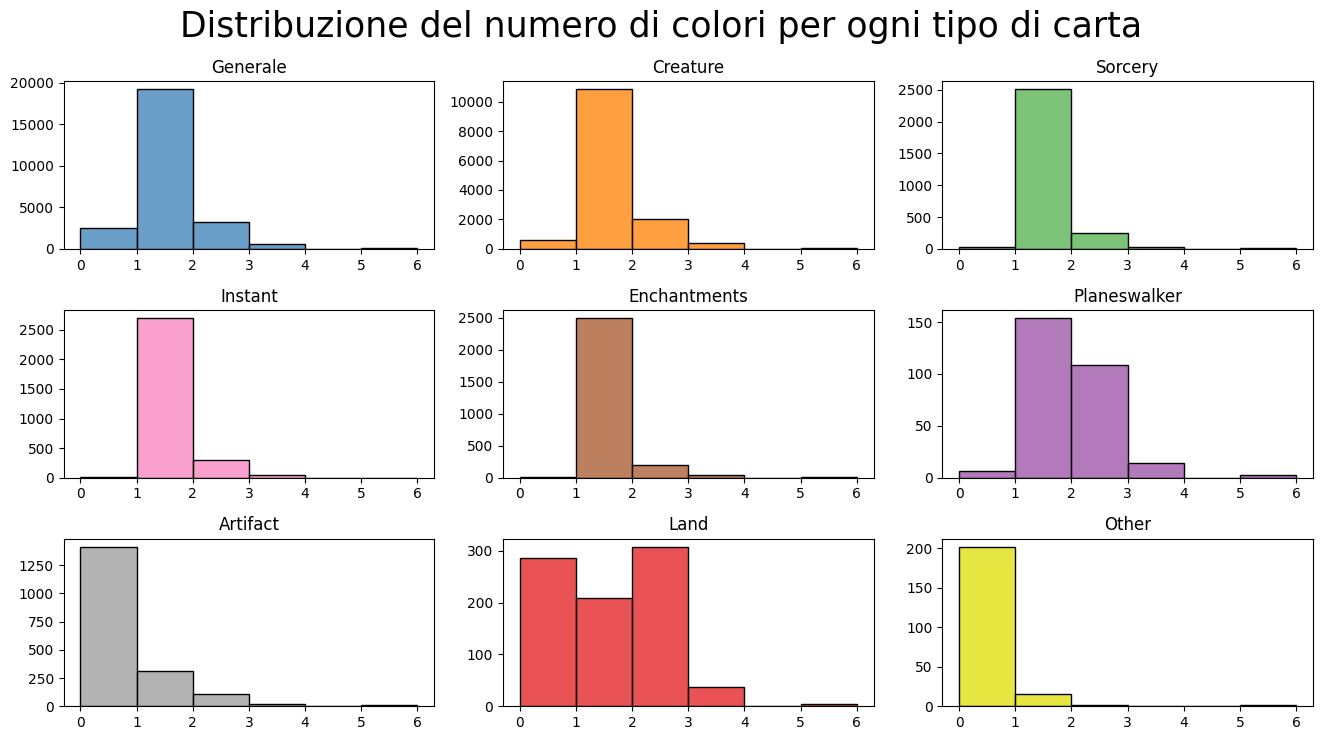 Distribuzione del numero di colori per ogni tipo di carta
Generale
20000
15000
10000
5000
0
0 1 2 3 4 5 6
Creature
10000
8000
6000
4000
2000
0
0 1 2 3 4 5 6
Sorcery
2500
2000
1500
1000
500
0
0 1 2 3 4 5 6
Instant
2500
2000
1500
1000
500
0
0 1 2 3 4 5 6
Enchantments
2500
2000
1500
1000
500
0
0 1 2 3 4 5 6
Planeswalker
150
100
50
0
0 1 2 3 4 5 6
Artifact
1250
1000
750
500
250
0
0 1 2 3 4 5 6
Land
300
200
100
0
0 1 2 3 4 5 6
Other
200
150
100
50
0
0 1 2 3 4 5 6